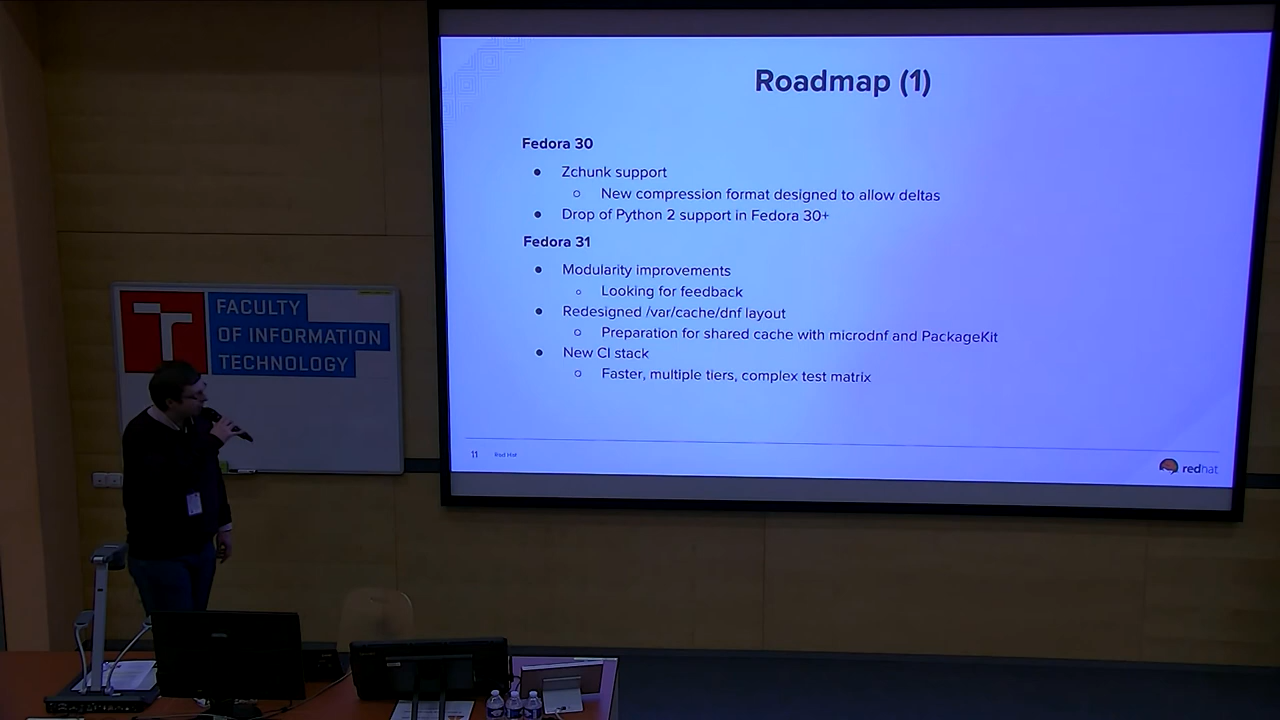 Roadmap (1)
Fedora 30
● Zchunk support
○ New compression format designed to allow deltas
● Drop of Python 2 support in Fedora 30+
Fedora 31
● Modularity improvements
○ Looking for feedback
● Redesigned /var/cache/dnf layout
○ Preparation for shared cache with microdnf and PackageKit
● New CI stack
○ Faster, multiple tiers, complex test matrix
11 Red Hat
redhat
FACULTY
OF INFORMATION
TECHNOLOGY